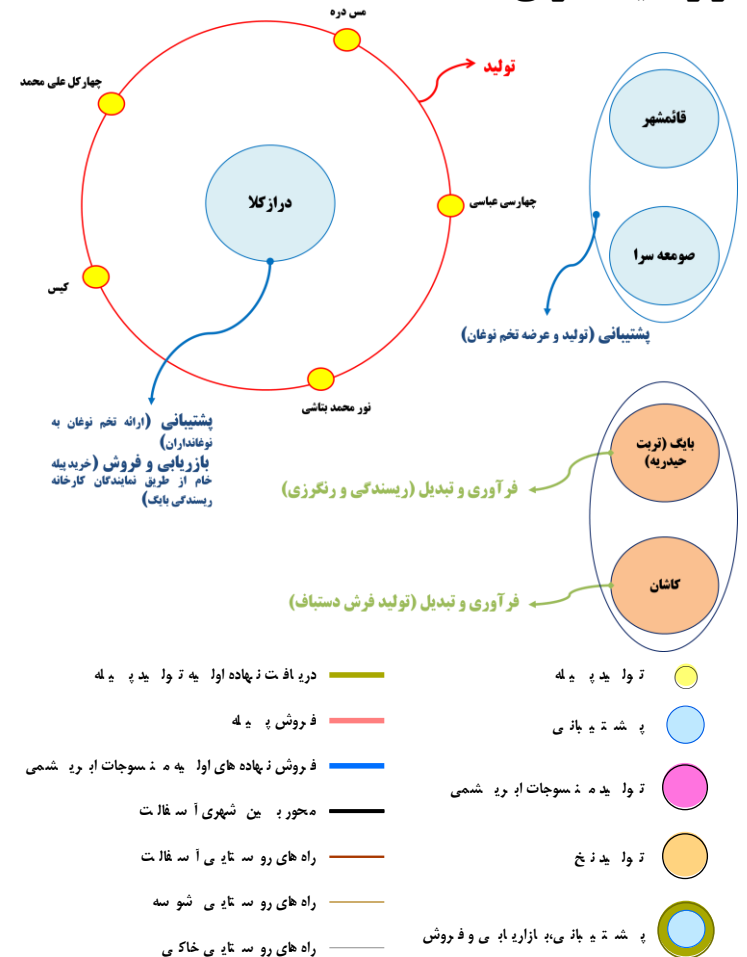 مس دره
تولید
چهارکل علی محمد
قائمشهر
درازکلا
چهارسی عباسی
صومعه سرا
کیس
پشتیبانی (تولید و عرضه تخم نوغان)
نور محمد بتاشی
پشتیبانی (ارائه تخم نوغان به
نوغانداران)
بازریابی و فروش (خرید پیله
خام از طریق نمایندگان کارخانه
ریسندگی بایگ)
بایگ (تربت
حیدریه)
فرآوری و تبدیل (ریسندگی و رنگرزی)
کاشان
فرآوری و تبدیل (تولید فرش دستباف)
تولید پیله
پشتیبانی
تولید منسوجات ابریشمی
تولید نخ
پشتیبانی،بازاریابی و فروش
دریافت نهاده اولیه تولید پیله
فروش پیله
فروش نهاده های اولیه منسوجات ابریشمی
محور بین شهری آسفالت
راه های روستایی آسفالت
راه های روستایی شوسه
راه های روستایی خاکی